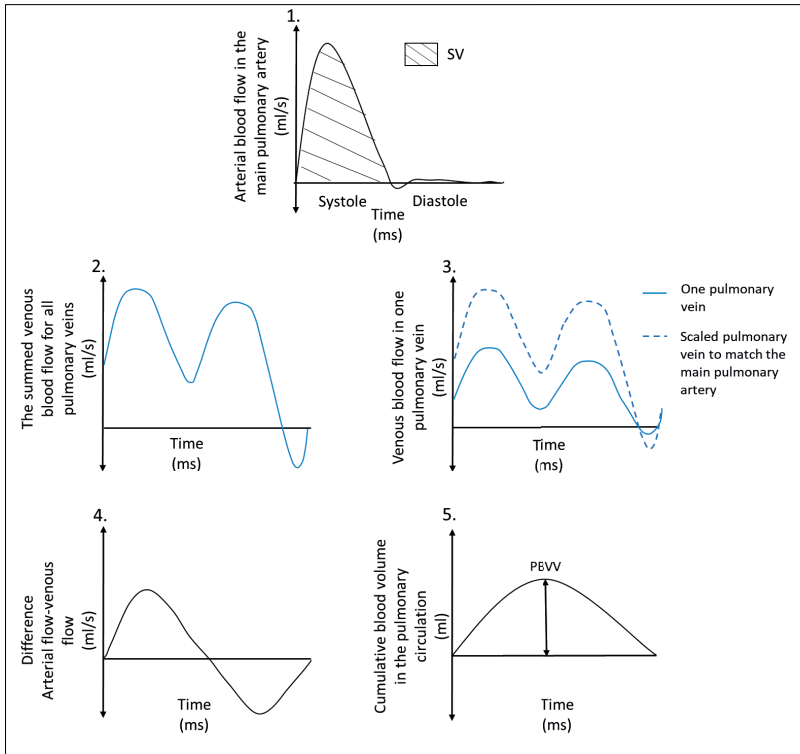 1.
Arterial blood flow in the
main pulmonary artery
(ml/s)
SV
Systole
Diastole
Time
(ms)
2.
The summed venous
blood flow for all
pulmonary veins
(ml/s)
Time
(ms)
3.
Venous blood flow in one
pulmonary vein
(ml/s)
Time
(ms)
One pulmonary
vein
Scaled pulmonary
vein to match the
main pulmonary
artery
4.
Difference
Arterial flow-venous
flow
(ml/s)
Time
(ms)
5.
Cumulative blood volume
in the pulmonary
circulation
(ml)
PBVV
Time
(ms)